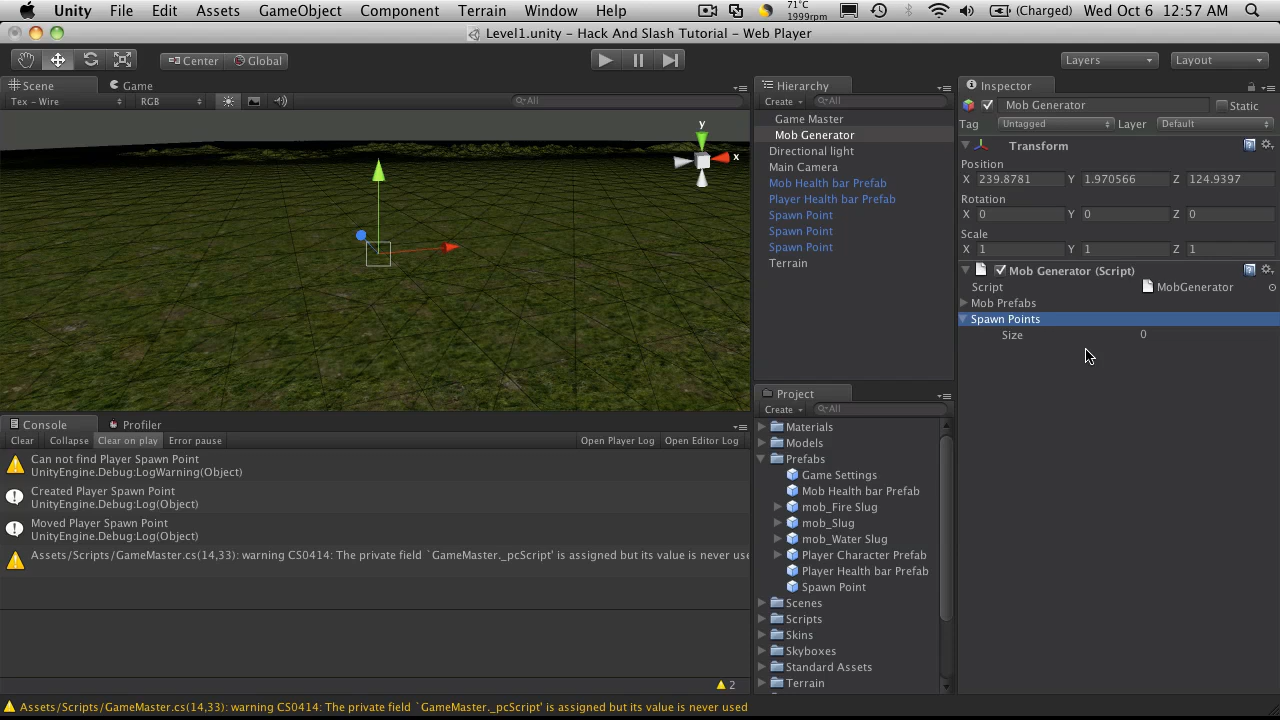 Unity File Edit Assets GameObject Component Terrain Window Help 71°C 1999rpm (Charged) Wed Oct 6 12:57 AM
Level1.unity - Hack And Slash Tutorial - Web Player
Center Global Layers Layout
Scene Game
Tex - Wire RGB All
y
x
Hierarchy
Create All
Game Master
Mob Generator
Directional light
Main Camera
Mob Health bar Prefab
Player Health bar Prefab
Spawn Point
Spawn Point
Spawn Point
Terrain
Inspector
Mob Generator Static
Tag Untagged Layer Default
Transform
Position
X 239.8781 Y 1.970566 Z 124.9397
Rotation
X 0 Y 0 Z 0
Scale
X 1 Y 1 Z 1
Mob Generator (Script)
Script MobGenerator
Mob Prefabs
Spawn Points
Size 0
Console Profiler
Clear Collapse Clear on play Error pause Open Player Log Open Editor Log
Can not find Player Spawn Point
UnityEngine.Debug:LogWarning(Object)
Created Player Spawn Point
UnityEngine.Debug:Log(Object)
Moved Player Spawn Point
UnityEngine.Debug:Log(Object)
Assets/Scripts/GameMaster.cs(14,33): warning CS0414: The private field `GameMaster._pcScript' is assigned but its value is never use
2
Project
Create All
Materials
Models
Prefabs
Game Settings
Mob Health bar Prefab
mob_Fire Slug
mob_Slug
mob_Water Slug
Player Character Prefab
Player Health bar Prefab
Spawn Point
Scenes
Scripts
Skins
Skyboxes
Standard Assets
Terrain
Assets/Scripts/GameMaster.cs(14,33): warning CS0414: The private field `GameMaster._pcScript' is assigned but its value is never used